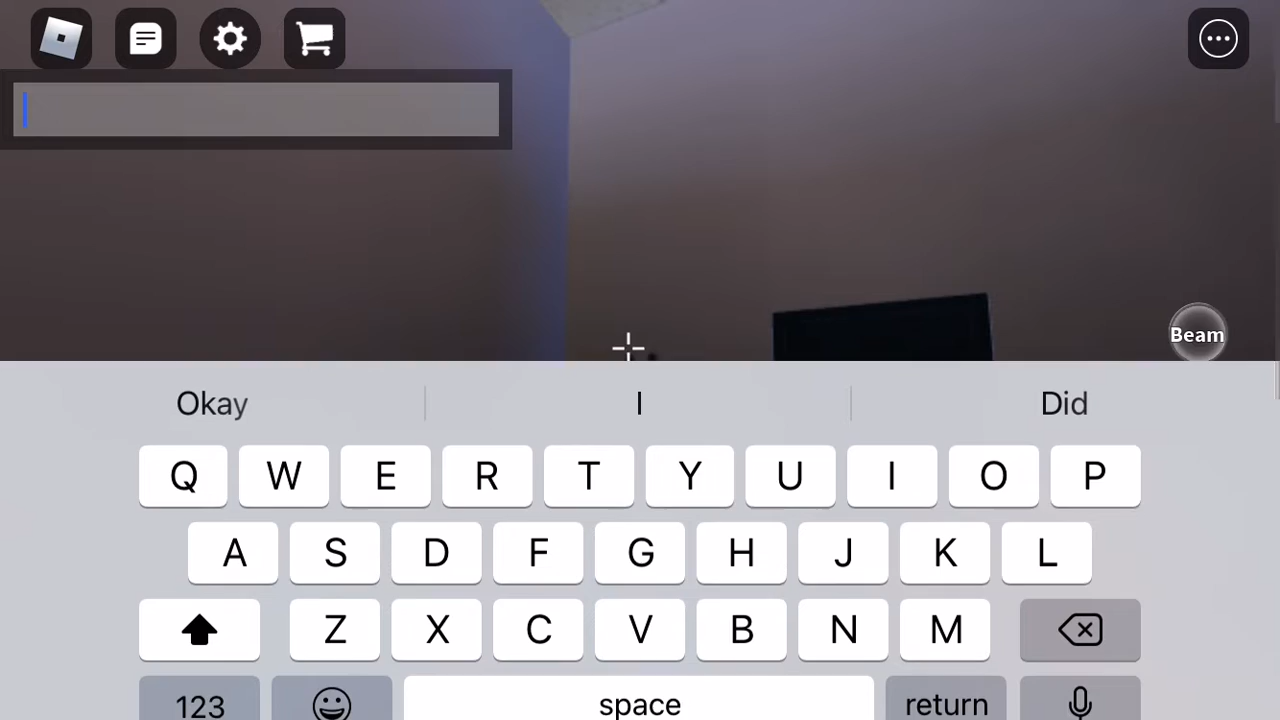 Beam
Okay I Did
Q W E R T Y U I O P
A S D F G H J K L
Z X C V B N M
123 space return